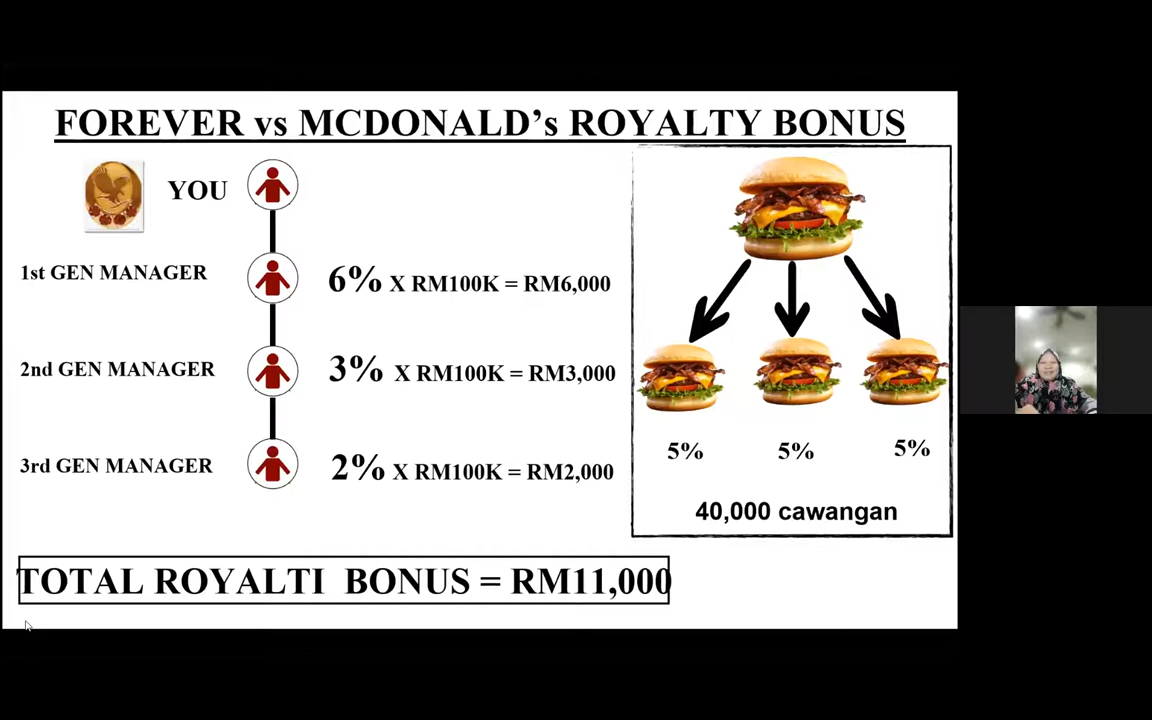 FOREVER vs MCDONALD's ROYALTY BONUS
YOU
1st GEN MANAGER
6% X RM100K = RM6,000
2nd GEN MANAGER
3% X RM100K = RM3,000
3rd GEN MANAGER
2% X RM100K = RM2,000
5% 5% 5%
40,000 cawangan
TOTAL ROYALTI BONUS = RM11,000